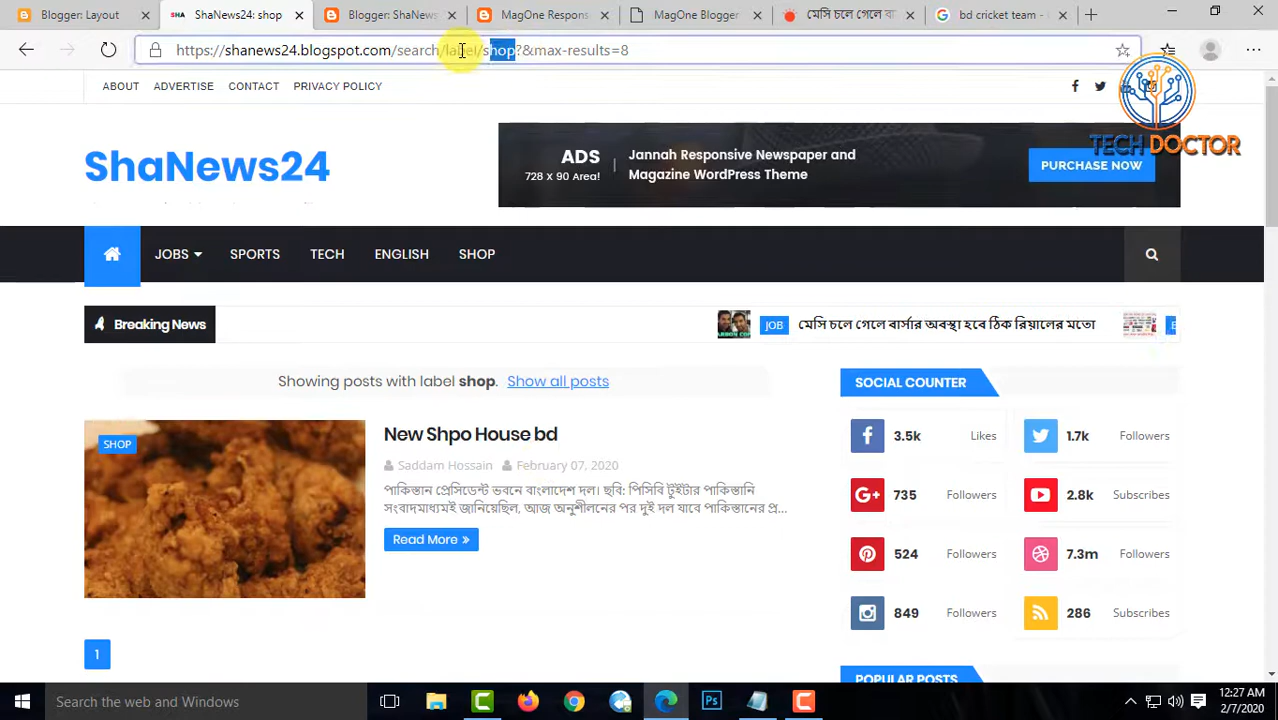 Blogger: Layout
SHA ShaNews24: shop
Blogger: ShaNews
MagOne Respons
MagOne Blogger
মেসি চলে গেলে বা
bd cricket team -
https://shanews24.blogspot.com/search/label/shop?&max-results=8
ABOUT ADVERTISE CONTACT PRIVACY POLICY
TECH DOCTOR
ShaNews24
ADS
728 X 90 Area!
Jannah Responsive Newspaper and
Magazine WordPress Theme
PURCHASE NOW
JOBS SPORTS TECH ENGLISH SHOP
Breaking News
JOB মেসি চলে গেলে বার্সার অবস্থা হবে ঠিক রিয়ালের মতো
Showing posts with label shop. Show all posts
SHOP
New Shpo House bd
Saddam Hossain February 07, 2020
পাকিস্তান প্রেসিডেন্ট ভবনে বাংলাদেশ দল। ছবি: পিসিবি টুইটার পাকিস্তানি
সংবাদমাধ্যমই জানিয়েছিল, আজ অনুশীলনের পর দুই দল যাবে পাকিস্তানের প্র...
Read More »
1
SOCIAL COUNTER
3.5k Likes
1.7k Followers
735 Followers
2.8k Subscribes
524 Followers
7.3m Followers
849 Followers
286 Subscribes
POPULAR POSTS
Search the web and Windows
12:27 AM
2/7/2020